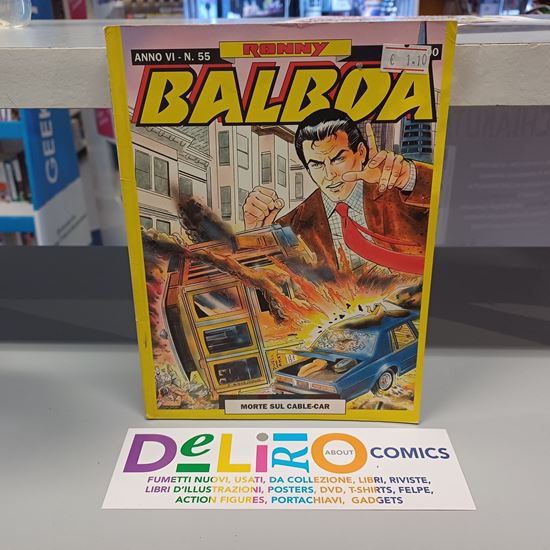 RONNY
ANNO VI - N. 55
€ 1.10
BALBOA
GEEK
MORTE SUL CABLE-CAR
DeLiRiO ABOUT COMICS
FUMETTI NUOVI, USATI, DA COLLEZIONE, LIBRI, RIVISTE,
LIBRI D'ILLUSTRAZIONI, POSTERS, DVD, T-SHIRTS, FELPE,
ACTION FIGURES, PORTACHIAVI, GADGETS